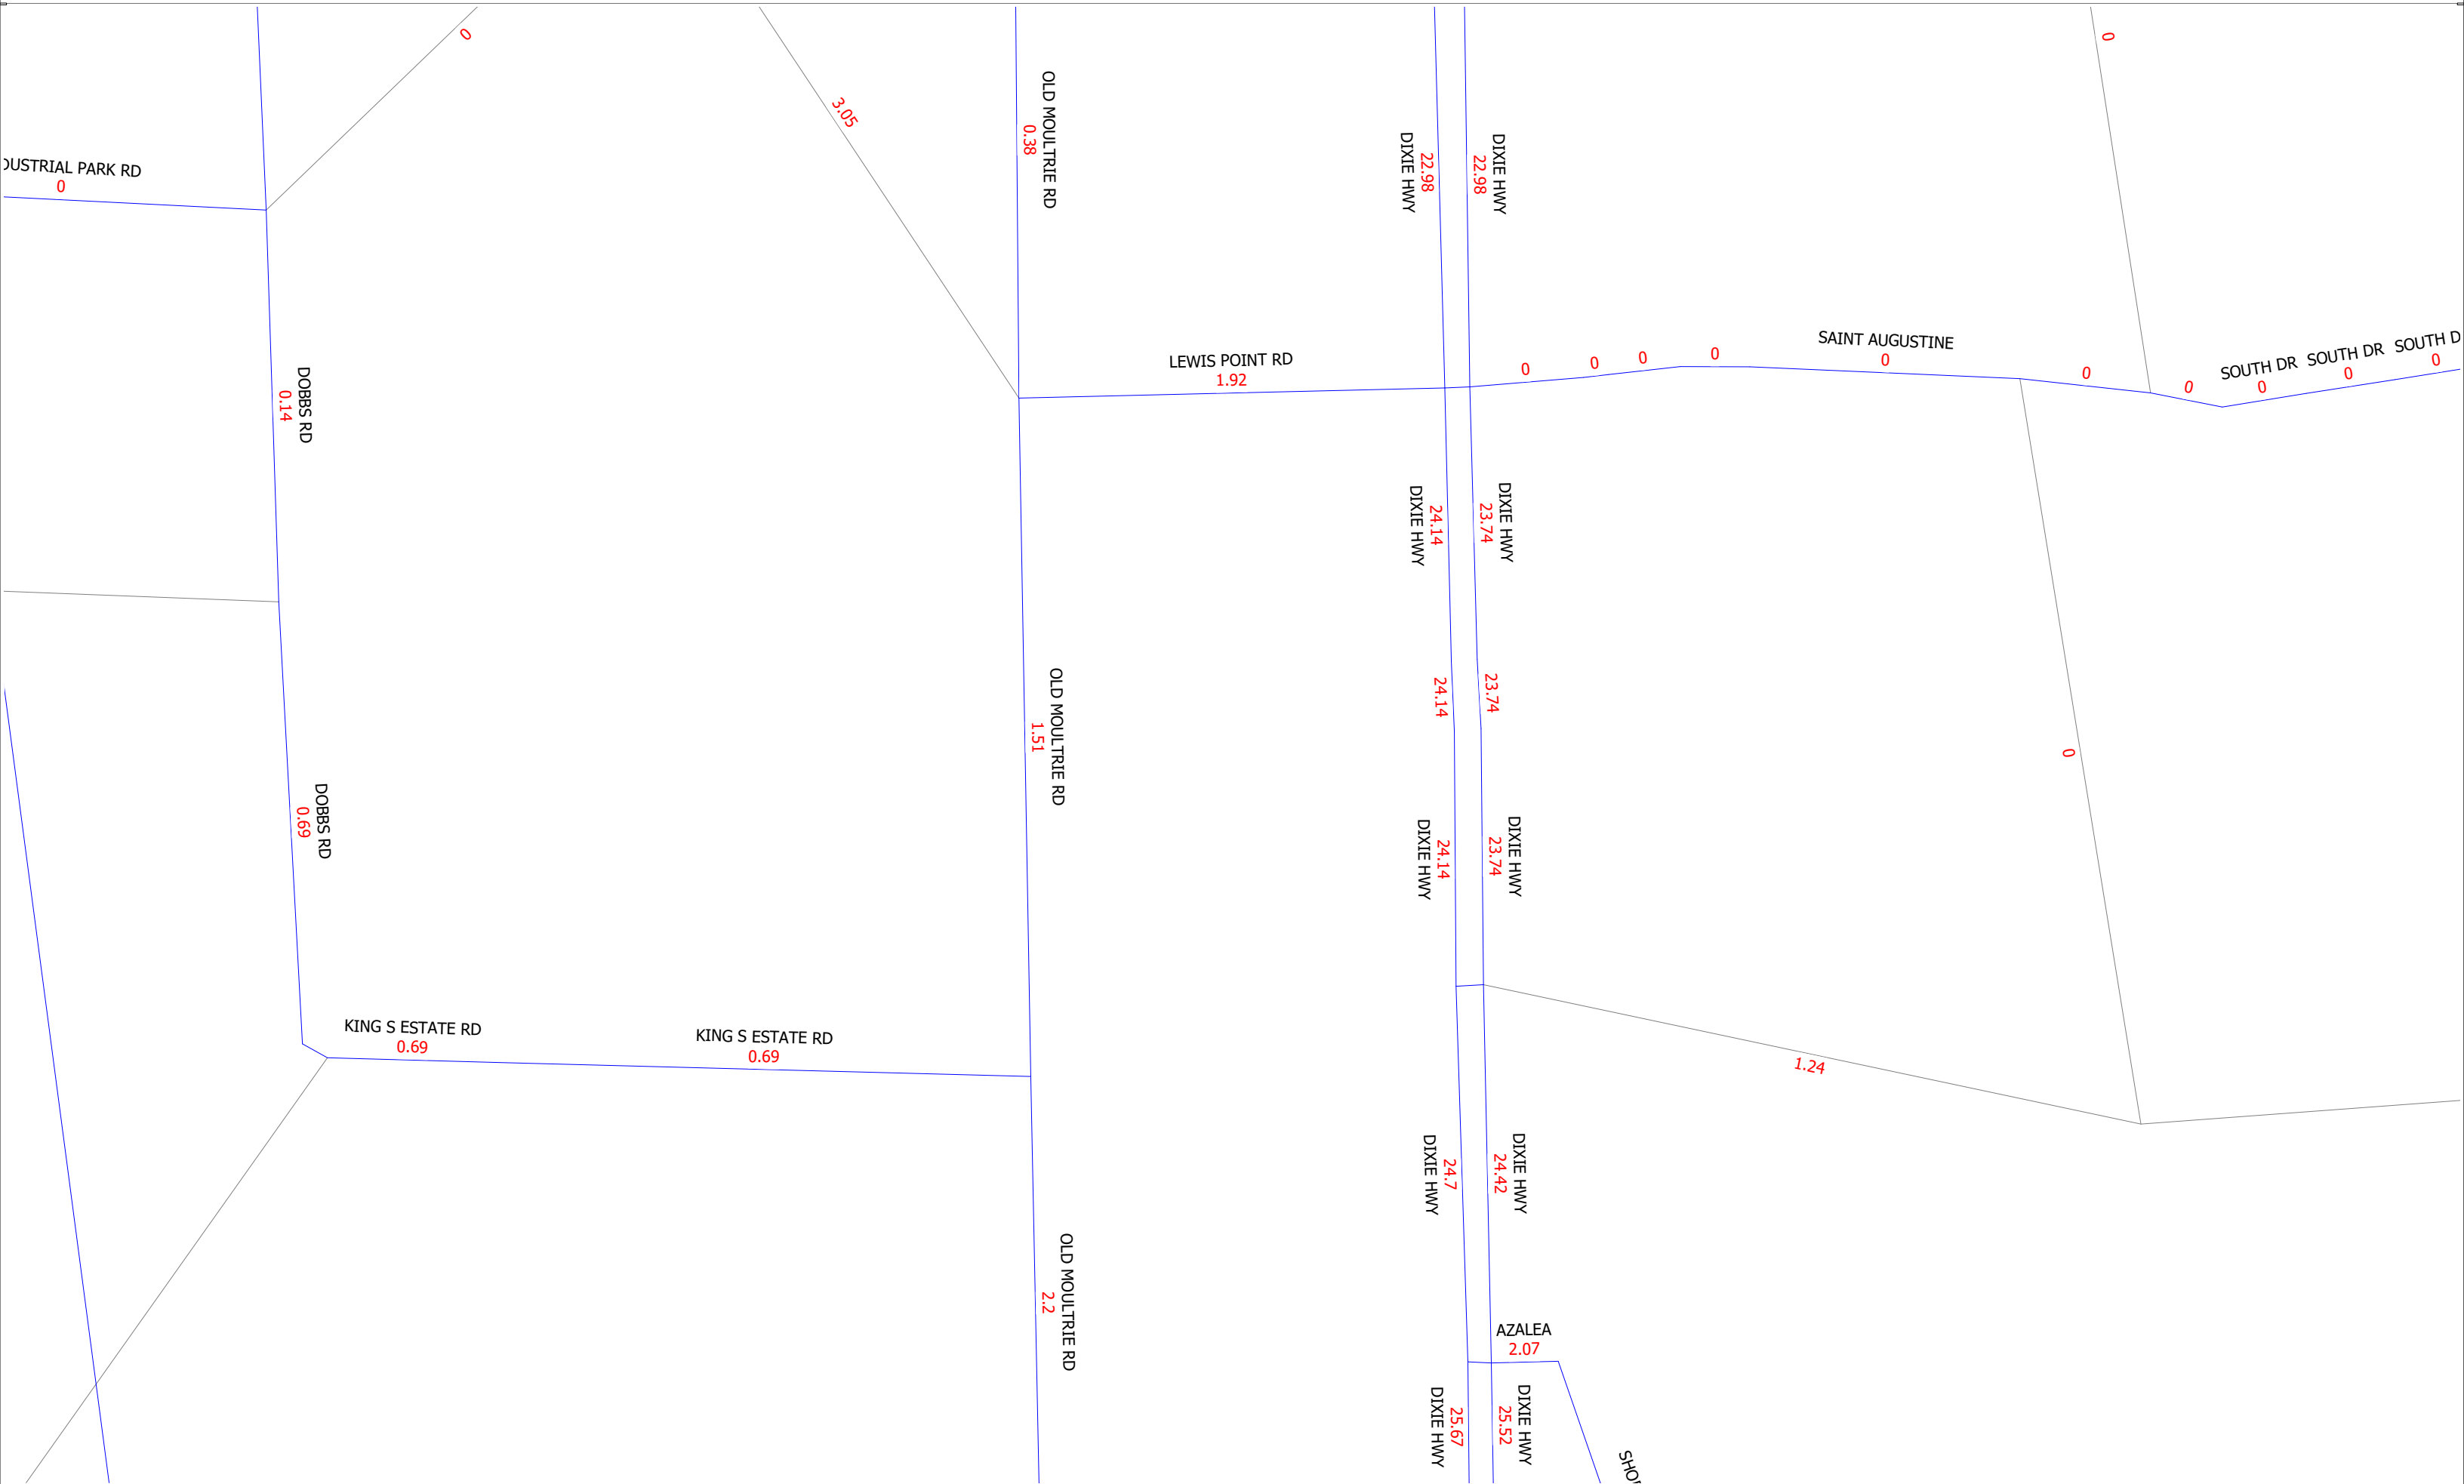 0
3.05
OLD MOULTRIE RD
0.38
DIXIE HWY
22.98
22.98
DIXIE HWY
0
DUSTRIAL PARK RD
0
LEWIS POINT RD
1.92
0
0
0
0
SAINT AUGUSTINE
0
0
0
SOUTH DR
0
SOUTH DR
0
SOUTH D
0
DOBBS RD
0.14
DIXIE HWY
24.14
23.74
DIXIE HWY
24.14
23.74
OLD MOULTRIE RD
1.51
0
DOBBS RD
0.69
DIXIE HWY
24.14
23.74
DIXIE HWY
KING S ESTATE RD
0.69
KING S ESTATE RD
0.69
1.24
DIXIE HWY
24.7
24.42
DIXIE HWY
OLD MOULTRIE RD
2.2
AZALEA
2.07
DIXIE HWY
25.67
25.52
DIXIE HWY